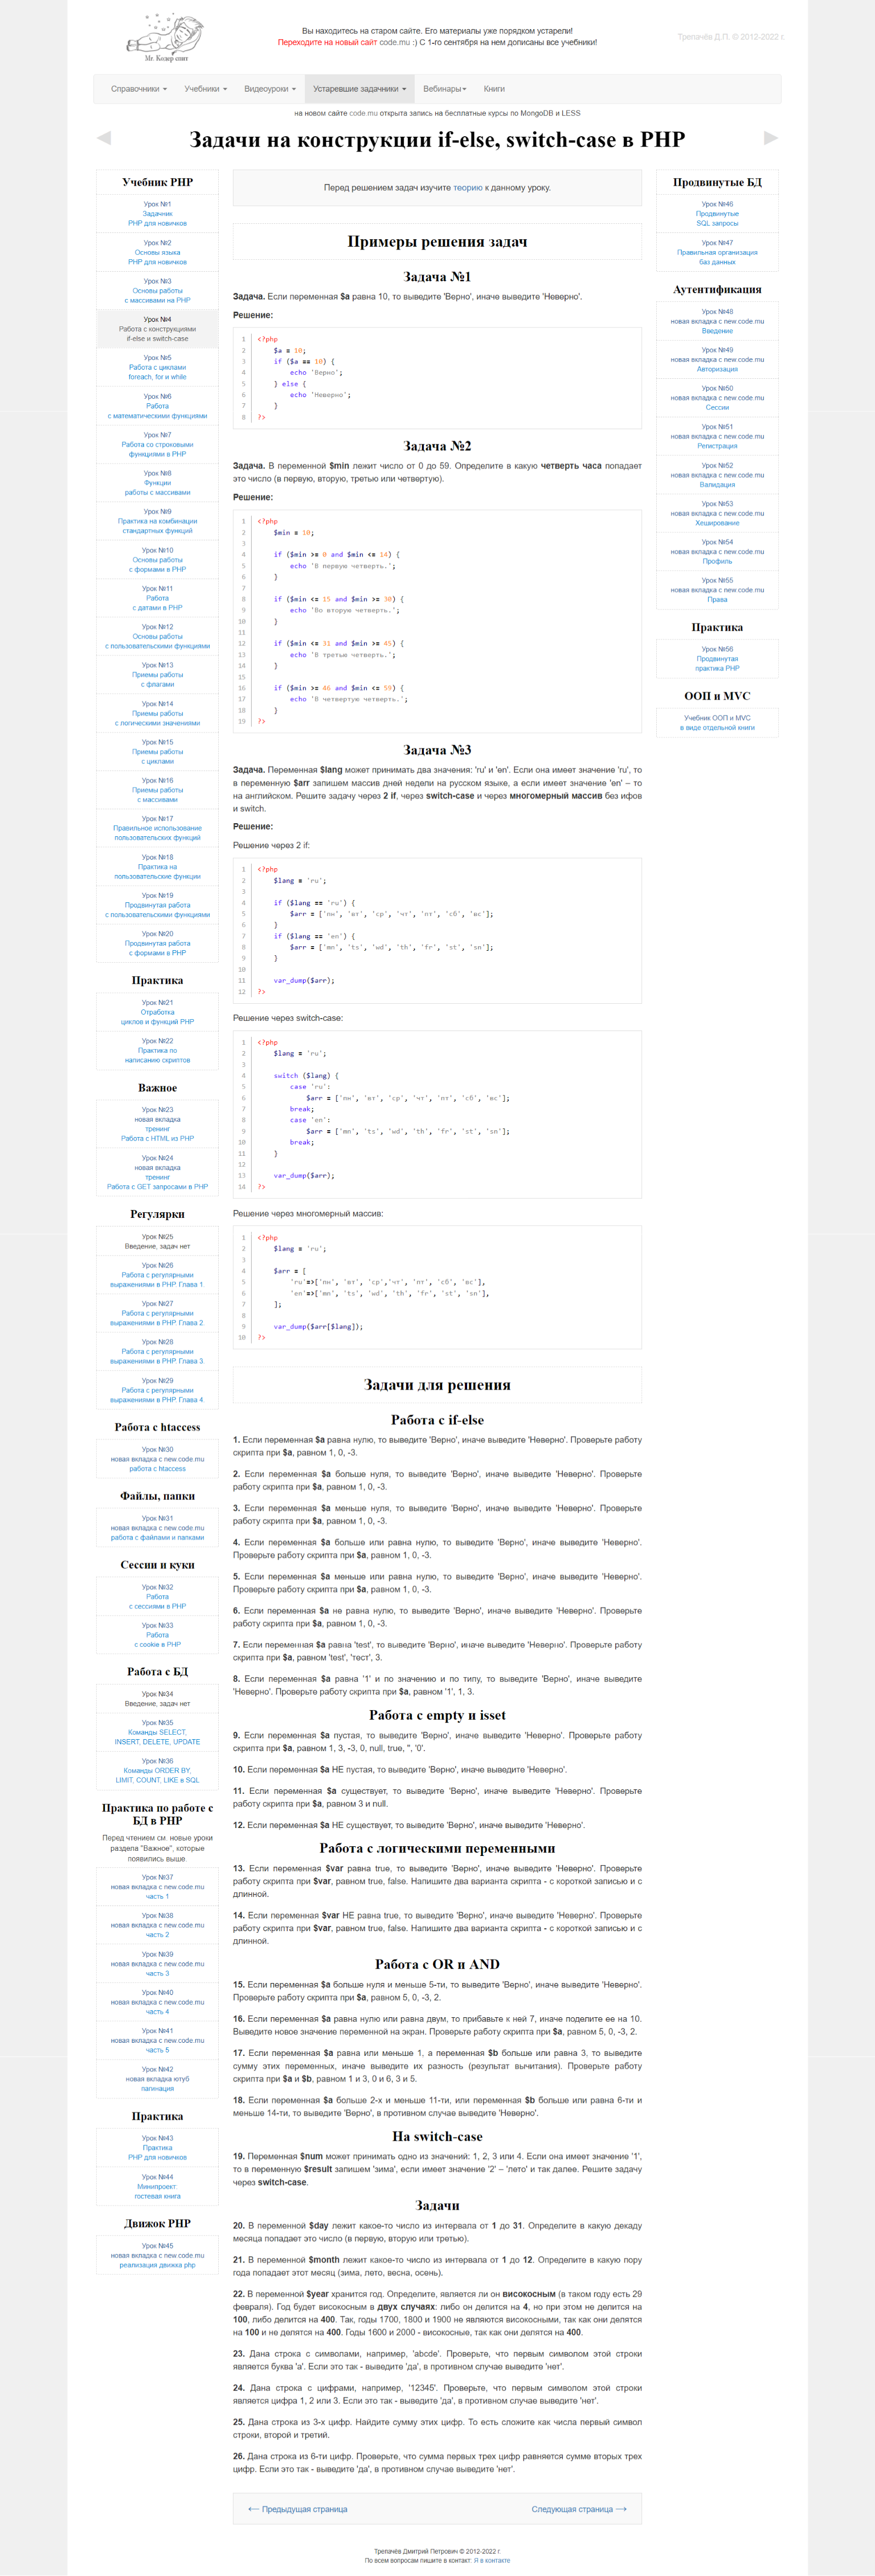 Mr. Кодер спит
Вы находитесь на старом сайте. Его материалы уже порядком устарели!
Переходите на новый сайт code.mu :) С 1-го сентября на нем дописаны все учебники!
Трепачёв Д.П. © 2012-2022 г.
Справочники Учебники Видеоуроки Устаревшие задачники Вебинары Книги
на новом сайте code.mu открыта запись на бесплатные курсы по MongoDB и LESS
Задачи на конструкции if-else, switch-case в PHP
Учебник PHP
Урок №1
Задачник
PHP для новичков
Урок №2
Основы языка
PHP для новичков
Урок №3
Основы работы
с массивами на PHP
Урок №4
Работа с конструкциями
if-else и switch-case
Урок №5
Работа с циклами
foreach, for и while
Урок №6
Работа
с математическими функциями
Урок №7
Работа со строковыми
функциями в PHP
Урок №8
Функции
работы с массивами
Урок №9
Практика на комбинации
стандартных функций
Урок №10
Основы работы
с формами в PHP
Урок №11
Работа
с датами в PHP
Урок №12
Основы работы
с пользовательскими функциями
Урок №13
Приемы работы
с флагами
Урок №14
Приемы работы
с логическими значениями
Урок №15
Приемы работы
с циклами
Урок №16
Приемы работы
с массивами
Урок №17
Правильное использование
пользовательских функций
Урок №18
Практика на
пользовательские функции
Урок №19
Продвинутая работа
с пользовательскими функциями
Урок №20
Продвинутая работа
с формами в PHP
Практика
Урок №21
Отработка
циклов и функций PHP
Урок №22
Практика по
написанию скриптов
Важное
Урок №23
новая вкладка
тренинг
Работа с HTML из PHP
Урок №24
новая вкладка
тренинг
Работа с GET запросами в PHP
Регулярки
Урок №25
Введение, задач нет
Урок №26
Работа с регулярными
выражениями в PHP. Глава 1.
Урок №27
Работа с регулярными
выражениями в PHP. Глава 2.
Урок №28
Работа с регулярными
выражениями в PHP. Глава 3.
Урок №29
Работа с регулярными
выражениями в PHP. Глава 4.
Работа с htaccess
Урок №30
новая вкладка с new.code.mu
работа с htaccess
Файлы, папки
Урок №31
новая вкладка с new.code.mu
работа с файлами и папками
Сессии и куки
Урок №32
Работа
с сессиями в PHP
Урок №33
Работа
с cookie в PHP
Работа с БД
Урок №34
Введение, задач нет
Урок №35
Команды SELECT,
INSERT, DELETE, UPDATE
Урок №36
Команды ORDER BY,
LIMIT, COUNT, LIKE в SQL
Практика по работе с
БД в PHP
Перед чтением см. новые уроки
раздела "Важное", которые
появились выше.
Урок №37
новая вкладка с new.code.mu
часть 1
Урок №38
новая вкладка с new.code.mu
часть 2
Урок №39
новая вкладка с new.code.mu
часть 3
Урок №40
новая вкладка с new.code.mu
часть 4
Урок №41
новая вкладка с new.code.mu
часть 5
Урок №42
новая вкладка ютуб
пагинация
Практика
Урок №43
Практика
PHP для новичков
Урок №44
Минипроект:
гостевая книга
Движок PHP
Урок №45
новая вкладка с new.code.mu
реализация движка php
Перед решением задач изучите теорию к данному уроку.
Примеры решения задач
Задача №1
Задача. Если переменная $a равна 10, то выведите 'Верно', иначе выведите 'Неверно'.
Решение:
1 <?php
2 $a = 10;
3 if ($a == 10) {
4 echo 'Верно';
5 } else {
6 echo 'Неверно';
7 }
8 ?>
Задача №2
Задача. В переменной $min лежит число от 0 до 59. Определите в какую четверть часа попадает
это число (в первую, вторую, третью или четвертую).
Решение:
1 <?php
2 $min = 10;
3
4 if ($min >= 0 and $min <= 14) {
5 echo 'В первую четверть.';
6 }
7
8 if ($min <= 15 and $min >= 30) {
9 echo 'Во вторую четверть.';
10 }
11
12 if ($min <= 31 and $min >= 45) {
13 echo 'В третью четверть.';
14 }
15
16 if ($min >= 46 and $min <= 59) {
17 echo 'В четвертую четверть.';
18 }
19 ?>
Задача №3
Задача. Переменная $lang может принимать два значения: 'ru' и 'en'. Если она имеет значение 'ru', то
в переменную $arr запишем массив дней недели на русском языке, а если имеет значение 'en' – то
на английском. Решите задачу через 2 if, через switch-case и через многомерный массив без ифов
и switch.
Решение:
Решение через 2 if:
1 <?php
2 $lang = 'ru';
3
4 if ($lang == 'ru') {
5 $arr = ['пн', 'вт', 'ср', 'чт', 'пт', 'сб', 'вс'];
6 }
7 if ($lang == 'en') {
8 $arr = ['mn', 'ts', 'wd', 'th', 'fr', 'st', 'sn'];
9 }
10
11 var_dump($arr);
12 ?>
Решение через switch-case:
1 <?php
2 $lang = 'ru';
3
4 switch ($lang) {
5 case 'ru':
6 $arr = ['пн', 'вт', 'ср', 'чт', 'пт', 'сб', 'вс'];
7 break;
8 case 'en':
9 $arr = ['mn', 'ts', 'wd', 'th', 'fr', 'st', 'sn'];
10 break;
11 }
12
13 var_dump($arr);
14 ?>
Решение через многомерный массив:
1 <?php
2 $lang = 'ru';
3
4 $arr = [
5 'ru'=>['пн', 'вт', 'ср','чт', 'пт', 'сб', 'вс'],
6 'en'=>['mn', 'ts', 'wd', 'th', 'fr', 'st', 'sn'],
7 ];
8
9 var_dump($arr[$lang]);
10 ?>
Задачи для решения
Работа с if-else
1. Если переменная $a равна нулю, то выведите 'Верно', иначе выведите 'Неверно'. Проверьте работу
скрипта при $a, равном 1, 0, -3.
2. Если переменная $a больше нуля, то выведите 'Верно', иначе выведите 'Неверно'. Проверьте
работу скрипта при $a, равном 1, 0, -3.
3. Если переменная $a меньше нуля, то выведите 'Верно', иначе выведите 'Неверно'. Проверьте
работу скрипта при $a, равном 1, 0, -3.
4. Если переменная $a больше или равна нулю, то выведите 'Верно', иначе выведите 'Неверно'.
Проверьте работу скрипта при $a, равном 1, 0, -3.
5. Если переменная $a меньше или равна нулю, то выведите 'Верно', иначе выведите 'Неверно'.
Проверьте работу скрипта при $a, равном 1, 0, -3.
6. Если переменная $a не равна нулю, то выведите 'Верно', иначе выведите 'Неверно'. Проверьте
работу скрипта при $a, равном 1, 0, -3.
7. Если переменная $a равна 'test', то выведите 'Верно', иначе выведите 'Неверно'. Проверьте работу
скрипта при $a, равном 'test', 'тест', 3.
8. Если переменная $a равна '1' и по значению и по типу, то выведите 'Верно', иначе выведите
'Неверно'. Проверьте работу скрипта при $a, равном '1', 1, 3.
Работа с empty и isset
9. Если переменная $a пустая, то выведите 'Верно', иначе выведите 'Неверно'. Проверьте работу
скрипта при $a, равном 1, 3, -3, 0, null, true, '', '0'.
10. Если переменная $a НЕ пустая, то выведите 'Верно', иначе выведите 'Неверно'.
11. Если переменная $a существует, то выведите 'Верно', иначе выведите 'Неверно'. Проверьте
работу скрипта при $a, равном 3 и null.
12. Если переменная $a НЕ существует, то выведите 'Верно', иначе выведите 'Неверно'.
Работа с логическими переменными
13. Если переменная $var равна true, то выведите 'Верно', иначе выведите 'Неверно'. Проверьте
работу скрипта при $var, равном true, false. Напишите два варианта скрипта - с короткой записью и с
длинной.
14. Если переменная $var НЕ равна true, то выведите 'Верно', иначе выведите 'Неверно'. Проверьте
работу скрипта при $var, равном true, false. Напишите два варианта скрипта - с короткой записью и с
длинной.
Работа с OR и AND
15. Если переменная $a больше нуля и меньше 5-ти, то выведите 'Верно', иначе выведите 'Неверно'.
Проверьте работу скрипта при $a, равном 5, 0, -3, 2.
16. Если переменная $a равна нулю или равна двум, то прибавьте к ней 7, иначе поделите ее на 10.
Выведите новое значение переменной на экран. Проверьте работу скрипта при $a, равном 5, 0, -3, 2.
17. Если переменная $a равна или меньше 1, а переменная $b больше или равна 3, то выведите
сумму этих переменных, иначе выведите их разность (результат вычитания). Проверьте работу
скрипта при $a и $b, равном 1 и 3, 0 и 6, 3 и 5.
18. Если переменная $a больше 2-х и меньше 11-ти, или переменная $b больше или равна 6-ти и
меньше 14-ти, то выведите 'Верно', в противном случае выведите 'Неверно'.
На switch-case
19. Переменная $num может принимать одно из значений: 1, 2, 3 или 4. Если она имеет значение '1',
то в переменную $result запишем 'зима', если имеет значение '2' – 'лето' и так далее. Решите задачу
через switch-case.
Задачи
20. В переменной $day лежит какое-то число из интервала от 1 до 31. Определите в какую декаду
месяца попадает это число (в первую, вторую или третью).
21. В переменной $month лежит какое-то число из интервала от 1 до 12. Определите в какую пору
года попадает этот месяц (зима, лето, весна, осень).
22. В переменной $year хранится год. Определите, является ли он високосным (в таком году есть 29
февраля). Год будет високосным в двух случаях: либо он делится на 4, но при этом не делится на
100, либо делится на 400. Так, годы 1700, 1800 и 1900 не являются високосными, так как они делятся
на 100 и не делятся на 400. Годы 1600 и 2000 - високосные, так как они делятся на 400.
23. Дана строка с символами, например, 'abcde'. Проверьте, что первым символом этой строки
является буква 'a'. Если это так - выведите 'да', в противном случае выведите 'нет'.
24. Дана строка с цифрами, например, '12345'. Проверьте, что первым символом этой строки
является цифра 1, 2 или 3. Если это так - выведите 'да', в противном случае выведите 'нет'.
25. Дана строка из 3-х цифр. Найдите сумму этих цифр. То есть сложите как числа первый символ
строки, второй и третий.
26. Дана строка из 6-ти цифр. Проверьте, что сумма первых трех цифр равняется сумме вторых трех
цифр. Если это так - выведите 'да', в противном случае выведите 'нет'.
⟵ Предыдущая страница Следующая страница ⟶
Продвинутые БД
Урок №46
Продвинутые
SQL запросы
Урок №47
Правильная организация
баз данных
Аутентификация
Урок №48
новая вкладка с new.code.mu
Введение
Урок №49
новая вкладка с new.code.mu
Авторизация
Урок №50
новая вкладка с new.code.mu
Сессии
Урок №51
новая вкладка с new.code.mu
Регистрация
Урок №52
новая вкладка с new.code.mu
Валидация
Урок №53
новая вкладка с new.code.mu
Хеширование
Урок №54
новая вкладка с new.code.mu
Профиль
Урок №55
новая вкладка с new.code.mu
Права
Практика
Урок №56
Продвинутая
практика PHP
ООП и MVC
Учебник ООП и MVC
в виде отдельной книги
Трепачёв Дмитрий Петрович © 2012-2022 г.
По всем вопросам пишите в контакт: Я в контакте